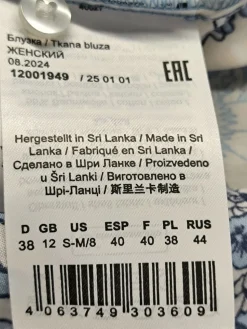 Блузка / Tkana bluza
ЖЕНСКИЙ
08.2024
12001949 / 25 01 01
EAC
Hergestellt in Sri Lanka / Made in Sri
Lanka / Fabriqué en Sri Lanka /
Сделано в Шри Ланке / Proizvedeno
u Šri Lanki / Виготовлено в
Шрі-Ланці / 斯里兰卡制造
D GB US ESP F PL RUS
38 12 S-M/8 40 40 38 44
4 063749 303609